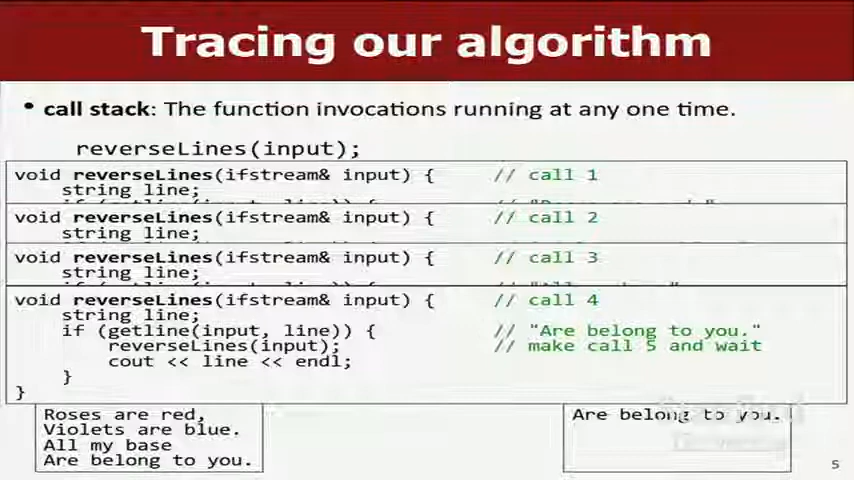 Tracing our algorithm
• call stack: The function invocations running at any one time.
reverseLines(input);
void reverseLines(ifstream& input) { // call 1
string line;
void reverseLines(ifstream& input) { // call 2
string line;
void reverseLines(ifstream& input) { // call 3
string line;
void reverseLines(ifstream& input) { // call 4
string line;
if (getline(input, line)) { // "Are belong to you."
reverseLines(input); // make call 5 and wait
cout << line << endl;
}
}
Roses are red,
Violets are blue.
All my base
Are belong to you.
Are belong to you.
5